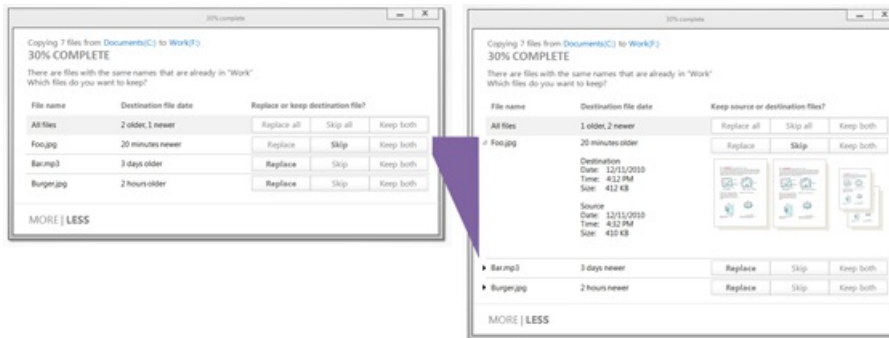 30% complete
Copying 7 files from Documents(C:) to Work(F:)
30% COMPLETE
There are files with the same names that are already in "Work"
Which files do you want to keep?
File name Destination file date Replace or keep destination file?
All files 2 older, 1 newer Replace all Skip all Keep both
Foo.jpg 20 minutes newer Replace Skip Keep both
Bar.mp3 3 days older Replace Skip Keep both
Burger.jpg 2 hours older Replace Skip Keep both
MORE | LESS
30% complete
Copying 7 files from Documents(C:) to Work(F:)
30% COMPLETE
There are files with the same names that are already in "Work"
Which files do you want to keep?
File name Destination file date Keep source or destination files?
All files 1 older, 2 newer Replace all Skip all Keep both
Foo.jpg 20 minutes older Replace Skip Keep both
Destination
Date: 12/11/2010
Time: 4:12 PM
Size: 412 KB
Source
Date: 12/11/2010
Time: 4:32 PM
Size: 410 KB
Bar.mp3 3 days newer Replace Skip Keep both
Burger.jpg 2 hours newer Replace Skip Keep both
MORE | LESS